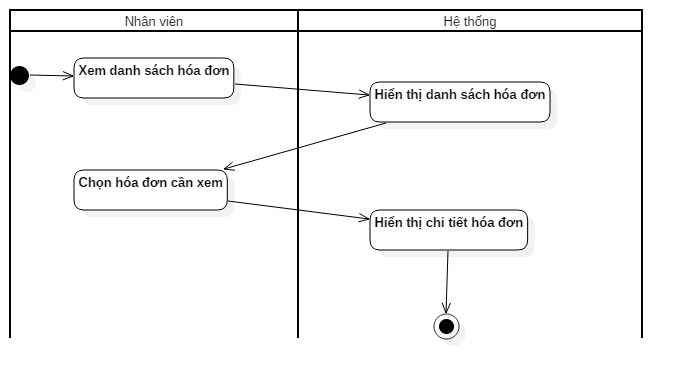 Nhân viên
Hệ thống
Xem danh sách hóa đơn
Hiển thị danh sách hóa đơn
Chọn hóa đơn cần xem
Hiển thị chi tiết hóa đơn